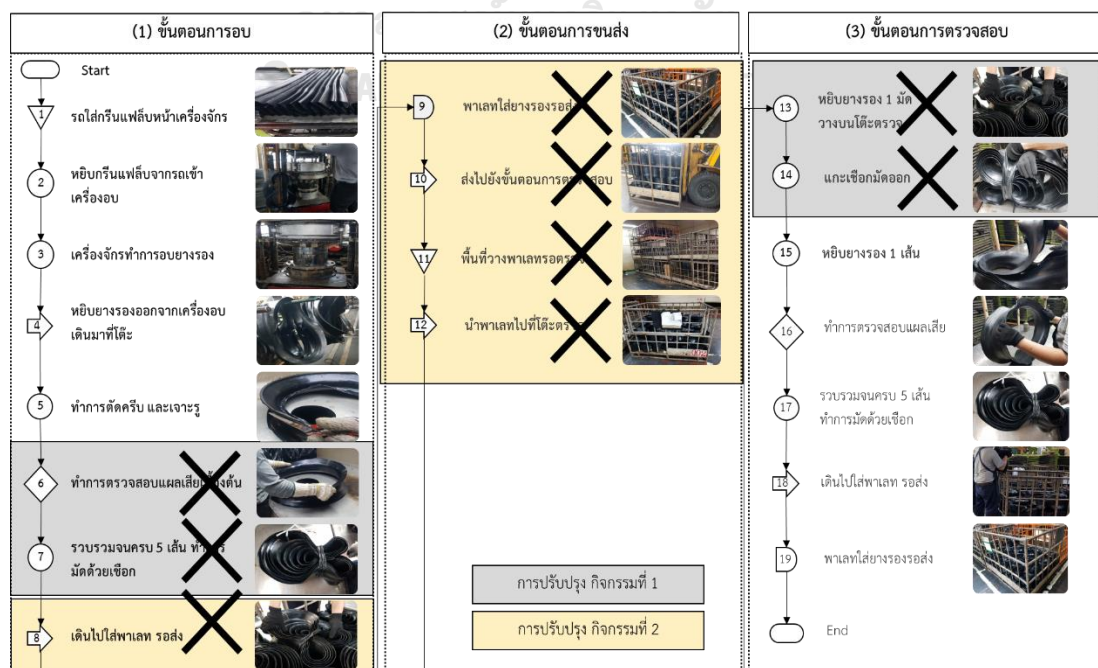 (1) ขั้นตอนการอบ
Start
1
รถใส่กรีนแฟล็บหน้าเครื่องจักร
2
หยิบกรีนแฟล็บจากรถเข้า
เครื่องอบ
3
เครื่องจักรทำการอบยางรอง
4
หยิบยางรองออกจากเครื่องอบ
เดินมาที่โต๊ะ
5
ทำการตัดครีบ และเจาะรู
6
ทำการตรวจสอบแผลเสียเบื้องต้น
7
รวบรวมจนครบ 5 เส้น ทำการ
มัดด้วยเชือก
8
เดินไปใส่พาเลท รอส่ง
(2) ขั้นตอนการขนส่ง
9
พาเลทใส่ยางรองรอส่ง
10
ส่งไปยังขั้นตอนการตรวจสอบ
11
พื้นที่วางพาเลทรอตรวจ
12
นำพาเลทไปที่โต๊ะตรวจ
การปรับปรุง กิจกรรมที่ 1
การปรับปรุง กิจกรรมที่ 2
(3) ขั้นตอนการตรวจสอบ
13
หยิบยางรอง 1 มัด
วางบนโต๊ะตรวจ
14
แกะเชือกมัดออก
15
หยิบยางรอง 1 เส้น
16
ทำการตรวจสอบแผลเสีย
17
รวบรวมจนครบ 5 เส้น
ทำการมัดด้วยเชือก
18
เดินไปใส่พาเลท รอส่ง
19
พาเลทใส่ยางรองรอส่ง
End